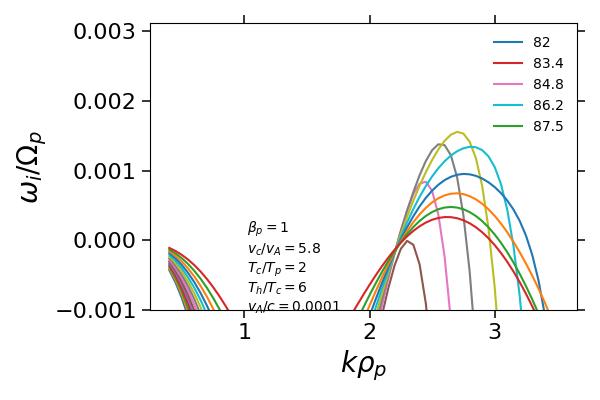 0.003
0.002
0.001
0.000
−0.001
ω_i/Ω_p
82
83.4
84.8
86.2
87.5
β_p = 1
v_c/v_A = 5.8
T_c/T_p = 2
T_h/T_c = 6
v_A/c = 0.0001
1 2 3
kρ_p